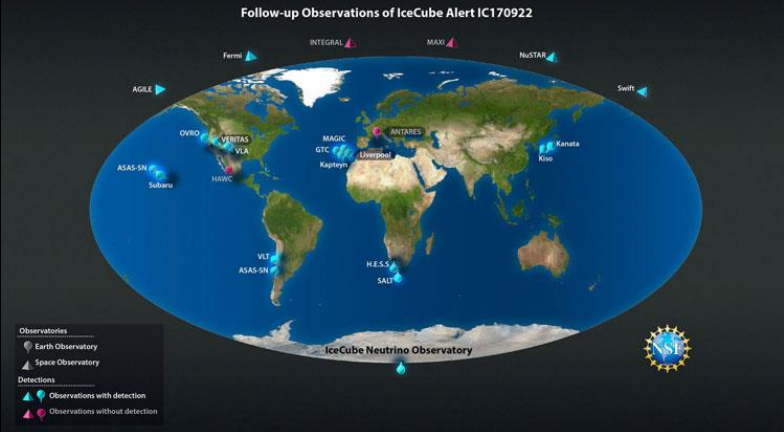 Follow-up Observations of IceCube Alert IC170922
INTEGRAL
MAXI
Fermi
NuSTAR
AGILE
Swift
OVRO
VERITAS
VLA
MAGIC
GTC
Kapteyn
ANTARES
Liverpool
Kanata
Kiso
ASAS-SN
Subaru
HAWC
VLT
ASAS-SN
H.E.S.S
SALT
IceCube Neutrino Observatory
Observatories
Earth Observatory
Space Observatory
Detections
Observations with detection
Observations without detection
NSF